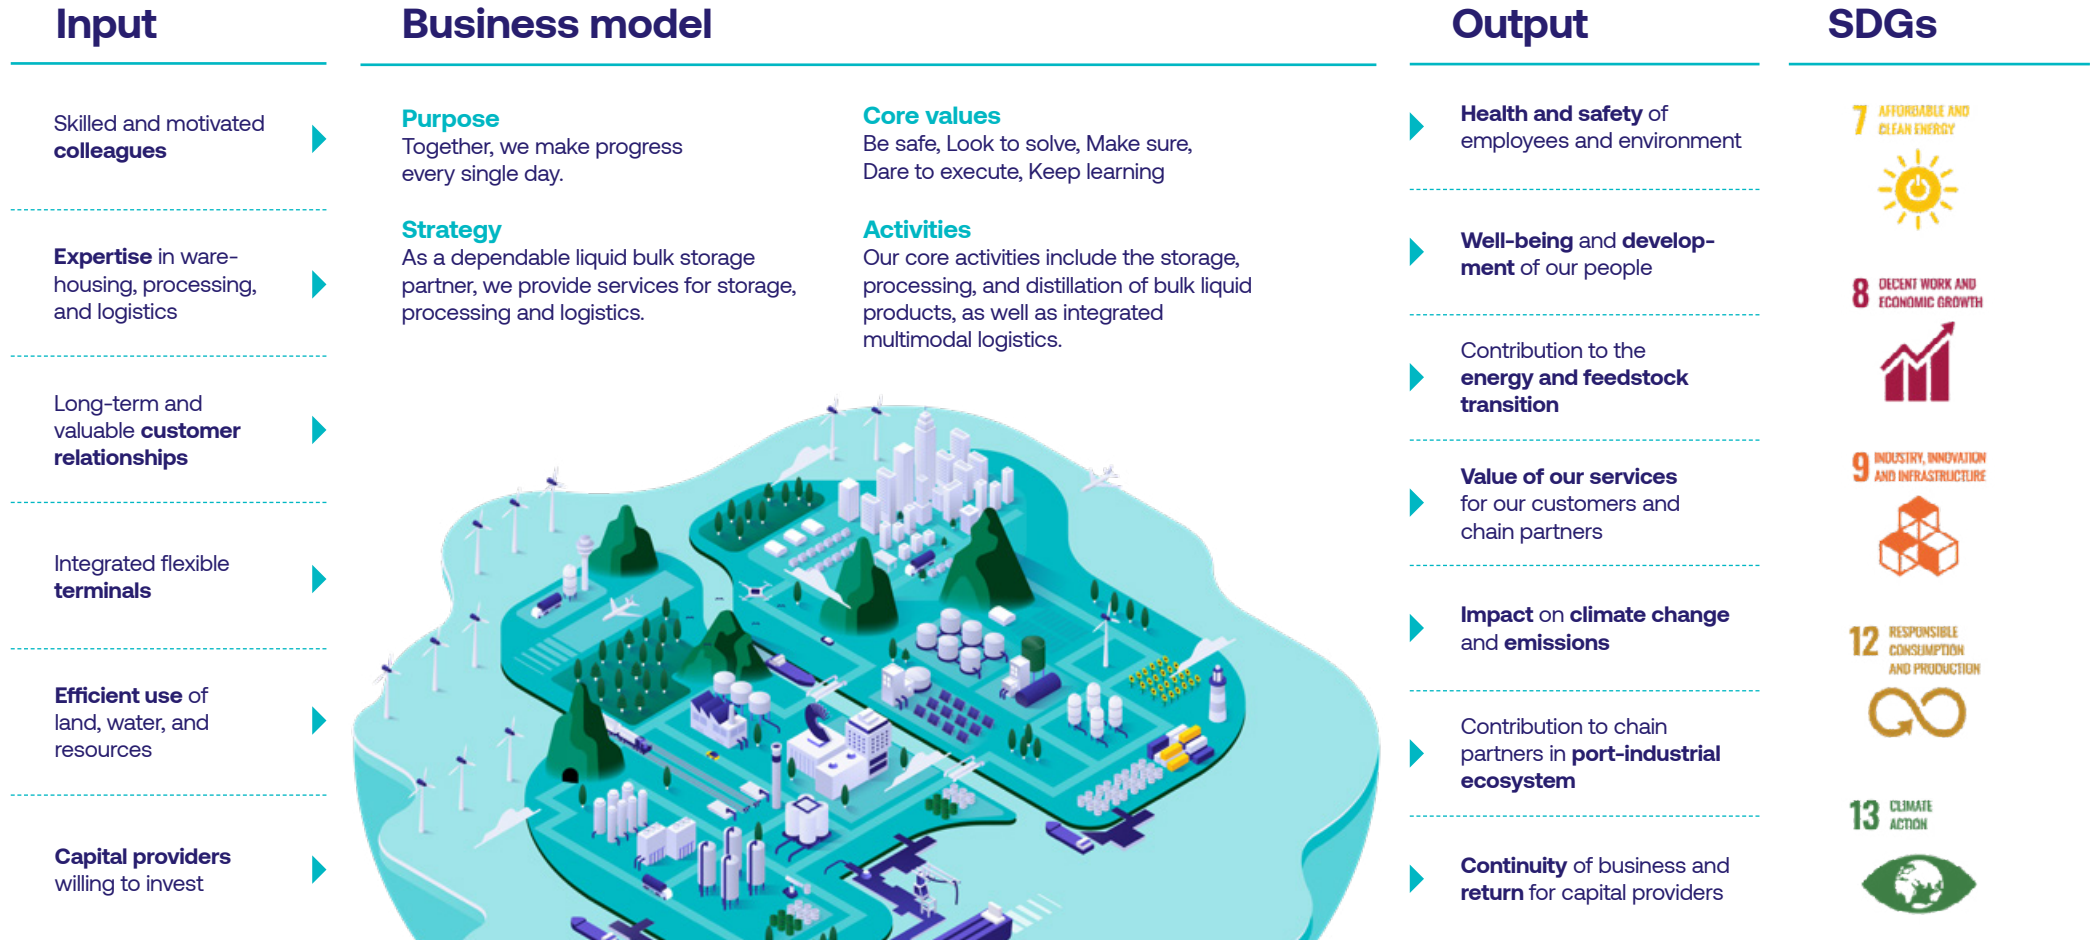 Input
Skilled and motivated
colleagues
Expertise in ware-
housing, processing,
and logistics
Long-term and
valuable customer
relationships
Integrated flexible
terminals
Efficient use of
land, water, and
resources
Capital providers
willing to invest
Business model
Purpose
Together, we make progress
every single day.
Strategy
As a dependable liquid bulk storage
partner, we provide services for storage,
processing and logistics.
Core values
Be safe, Look to solve, Make sure,
Dare to execute, Keep learning
Activities
Our core activities include the storage,
processing, and distillation of bulk liquid
products, as well as integrated
multimodal logistics.
Output
Health and safety of
employees and environment
Well-being and develop-
ment of our people
Contribution to the
energy and feedstock
transition
Value of our services
for our customers and
chain partners
Impact on climate change
and emissions
Contribution to chain
partners in port-industrial
ecosystem
Continuity of business and
return for capital providers
SDGs
7 AFFORDABLE AND
CLEAN ENERGY
8 DECENT WORK AND
ECONOMIC GROWTH
9 INDUSTRY, INNOVATION
AND INFRASTRUCTURE
12 RESPONSIBLE
CONSUMPTION
AND PRODUCTION
13 CLIMATE
ACTION